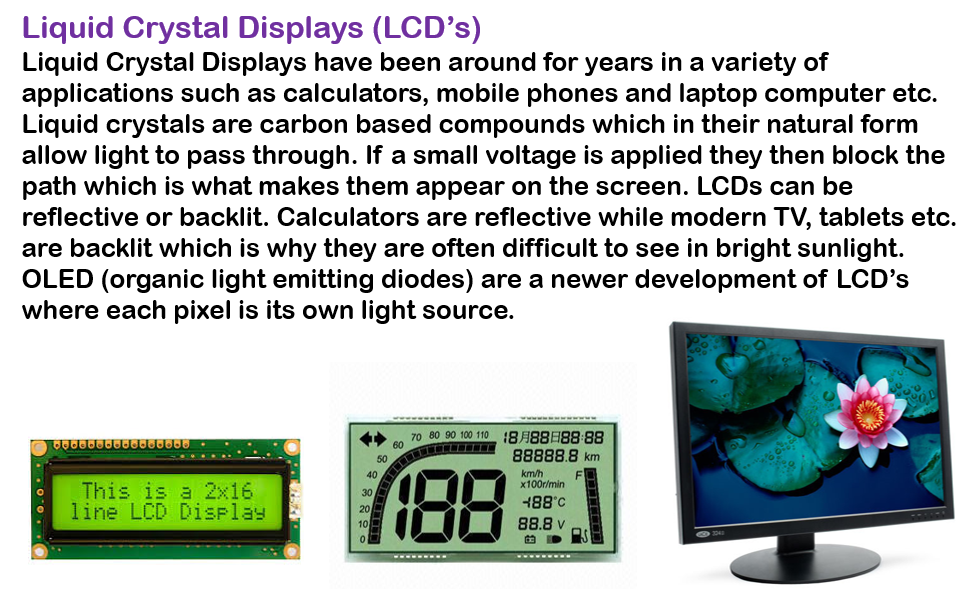 Liquid Crystal Displays (LCD’s)
Liquid Crystal Displays have been around for years in a variety of
applications such as calculators, mobile phones and laptop computer etc.
Liquid crystals are carbon based compounds which in their natural form
allow light to pass through. If a small voltage is applied they then block the
path which is what makes them appear on the screen. LCDs can be
reflective or backlit. Calculators are reflective while modern TV, tablets etc.
are backlit which is why they are often difficult to see in bright sunlight.
OLED (organic light emitting diodes) are a newer development of LCD’s
where each pixel is its own light source.
This is a 2x16
line LCD Display
0 10 20 30 40 50 60 70 80 90 100 110
18月88日88:88
88888.8 km
km/h
x100r/min
F
188
-188°C
88.8 V